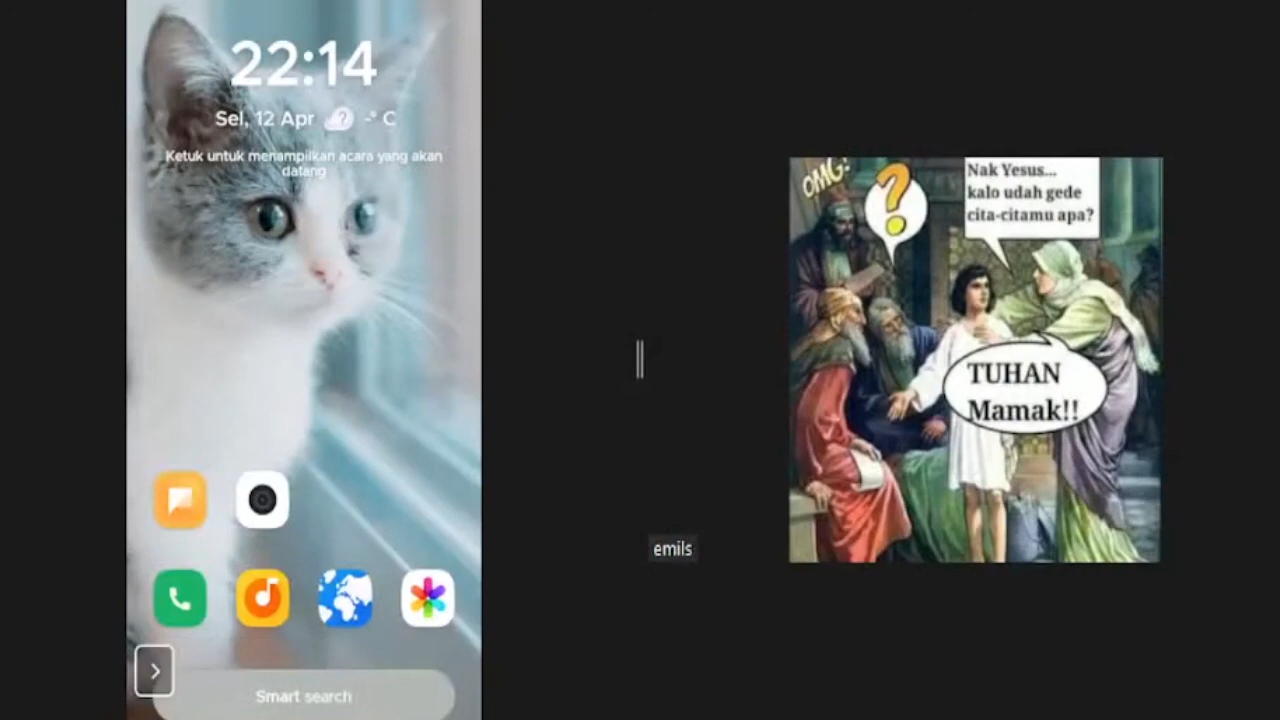 22:14
Sel, 12 Apr ? -° C
Ketuk untuk menampilkan acara yang akan
datang
Smart search
emils
OMG!
?
Nak Yesus...
kalo udah gede
cita-citamu apa?
TUHAN
Mamak!!